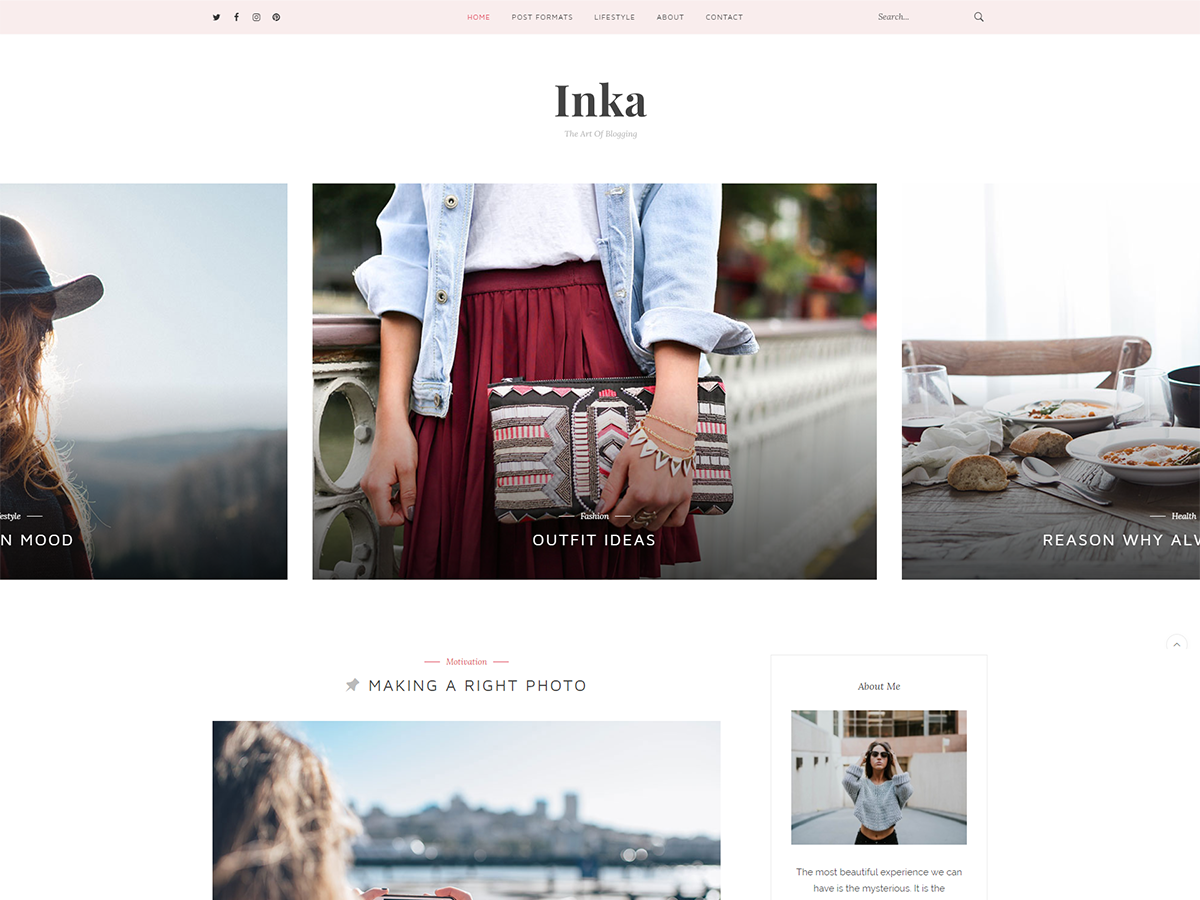 HOME POST FORMATS LIFESTYLE ABOUT CONTACT Search...
Inka
The Art Of Blogging
N MOOD
Fashion
OUTFIT IDEAS
Health
REASON WHY
Motivation
MAKING A RIGHT PHOTO
About Me
The most beautiful experience we can
have is the mysterious. It is the